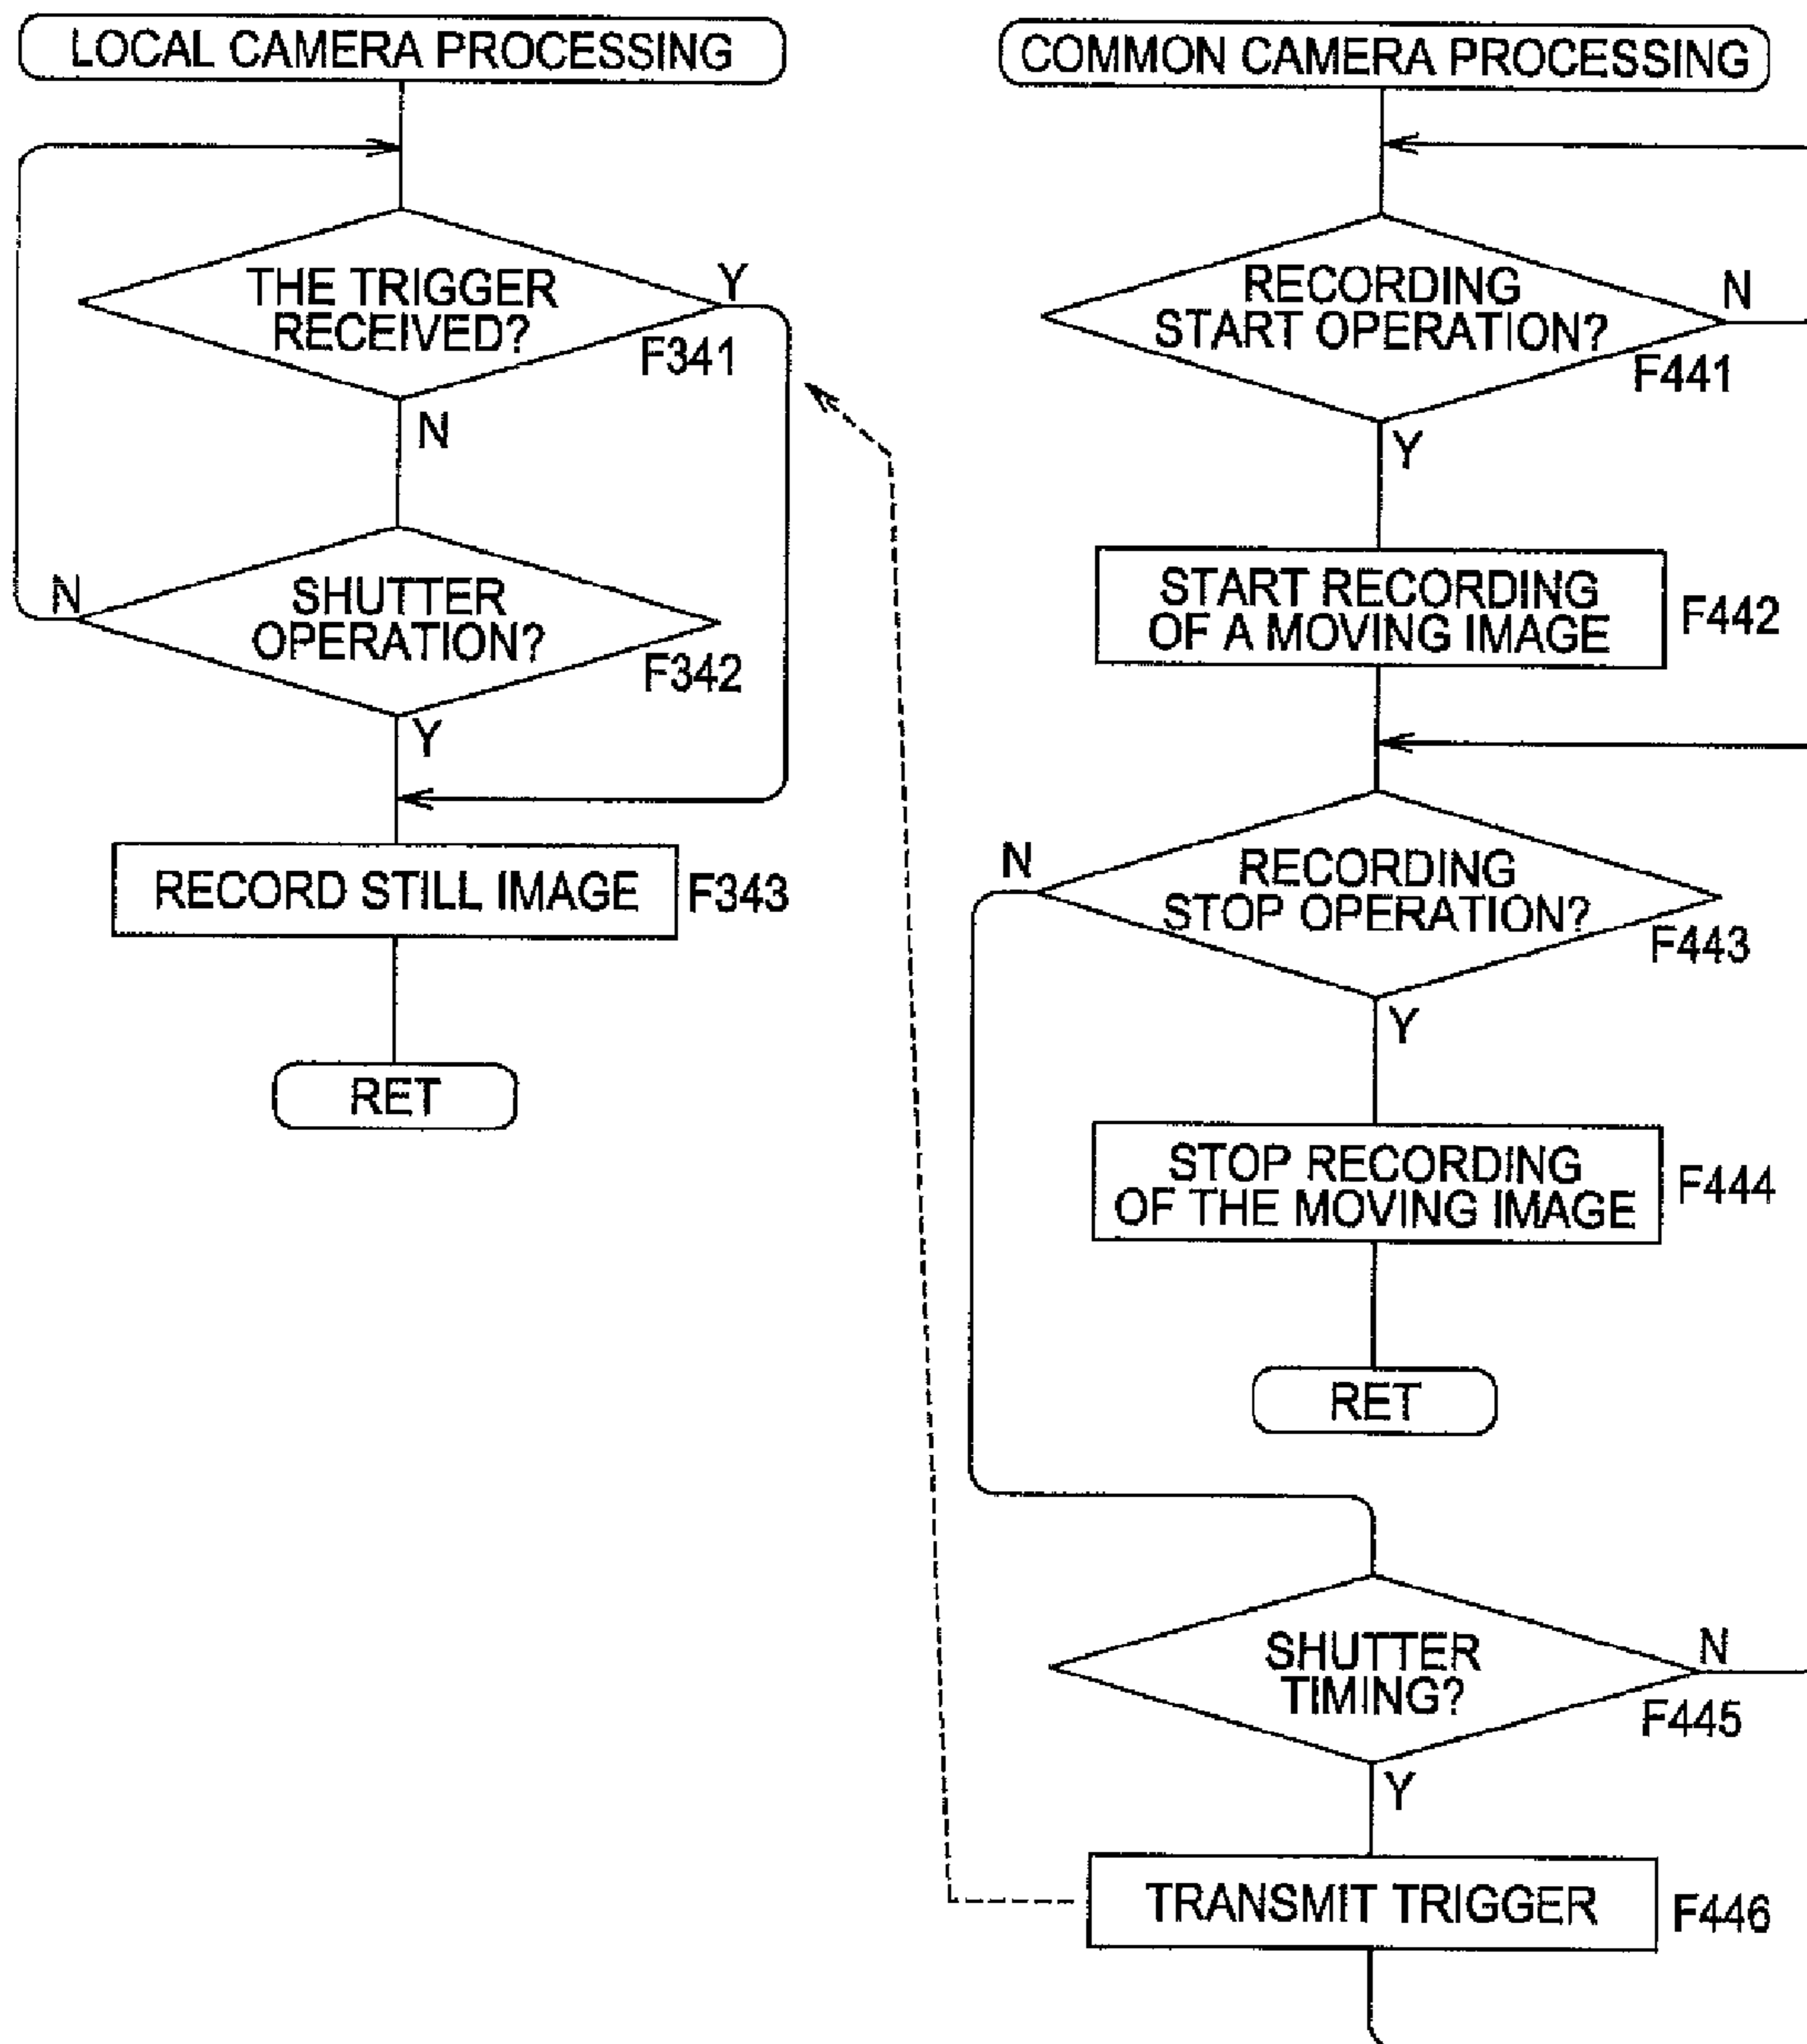 LOCAL CAMERA PROCESSING
THE TRIGGER
RECEIVED?
Y
F341
N
SHUTTER
OPERATION?
N
F342
Y
RECORD STILL IMAGE
F343
RET
COMMON CAMERA PROCESSING
RECORDING
START OPERATION?
N
F441
Y
START RECORDING
OF A MOVING IMAGE
F442
RECORDING
STOP OPERATION?
N
F443
Y
STOP RECORDING
OF THE MOVING IMAGE
F444
RET
SHUTTER
TIMING?
N
F445
Y
TRANSMIT TRIGGER
F446